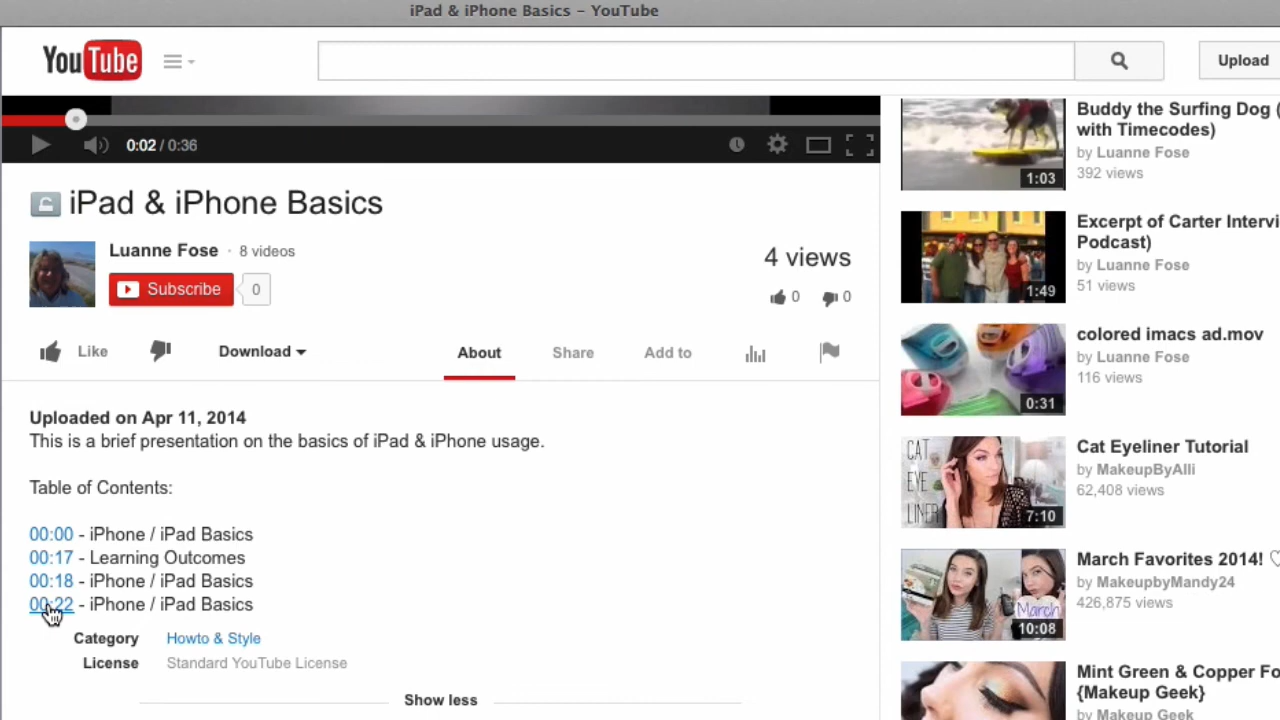 iPad & iPhone Basics – YouTube
YouTube
Upload
0:02 / 0:36
iPad & iPhone Basics
Luanne Fose · 8 videos
Subscribe 0
4 views
0 0
Like
Download
About
Share
Add to
Uploaded on Apr 11, 2014
This is a brief presentation on the basics of iPad & iPhone usage.
Table of Contents:
00:00 - iPhone / iPad Basics
00:17 - Learning Outcomes
00:18 - iPhone / iPad Basics
00:22 - iPhone / iPad Basics
Category Howto & Style
License Standard YouTube License
Show less
1:03
Buddy the Surfing Dog (
with Timecodes)
by Luanne Fose
392 views
1:49
Excerpt of Carter Intervi
Podcast)
by Luanne Fose
51 views
0:31
colored imacs ad.mov
by Luanne Fose
116 views
CAT
EYE
LINER
7:10
Cat Eyeliner Tutorial
by MakeupByAlli
62,408 views
March
10:08
March Favorites 2014! ♡
by MakeupbyMandy24
426,875 views
Mint Green & Copper Fo
{Makeup Geek}
by Makeup Geek